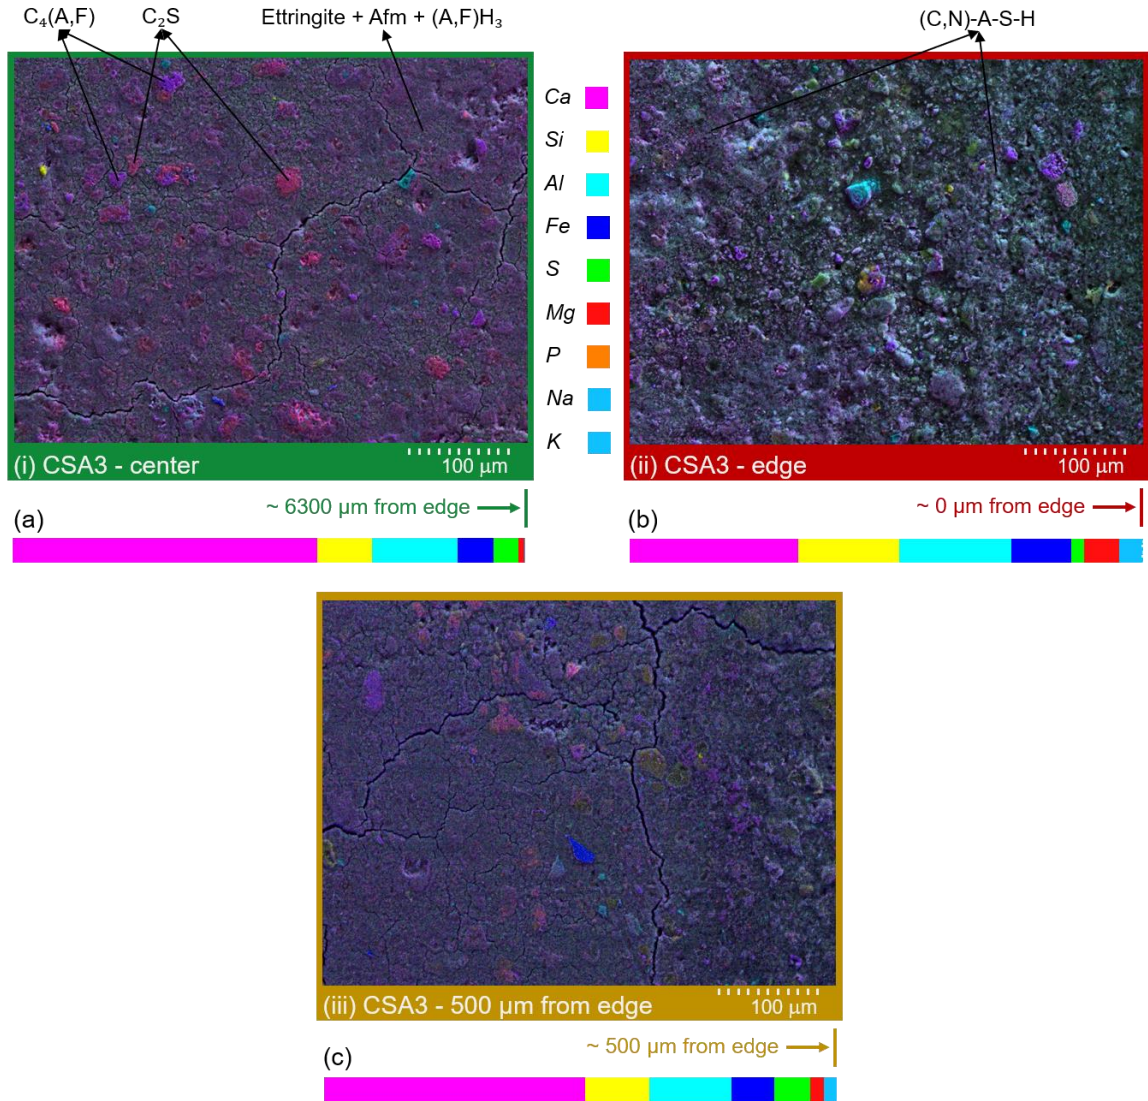 C₄(A,F)
C₂S
Ettringite + Afm + (A,F)H₃
(C,N)-A-S-H
Ca
Si
Al
Fe
S
Mg
P
Na
K
(i) CSA3 - center
100 µm
(ii) CSA3 - edge
100 µm
~ 6300 µm from edge
(a)
~ 0 µm from edge
(b)
(iii) CSA3 - 500 µm from edge
100 µm
~ 500 µm from edge
(c)